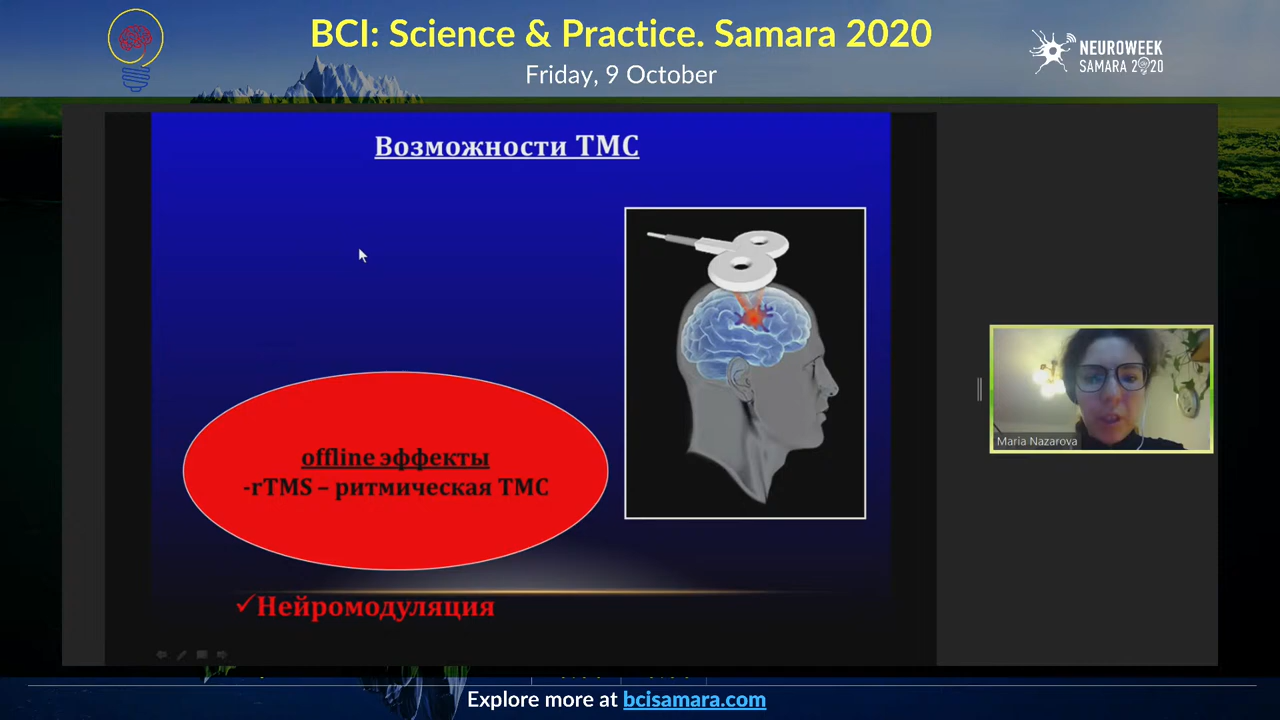 BCI: Science & Practice. Samara 2020
Friday, 9 October
NEUROWEEK
SAMARA 2020
Возможности ТМС
offline эффекты
-rTMS – ритмическая ТМС
✓Нейромодуляция
Maria Nazarova
Explore more at bcisamara.com